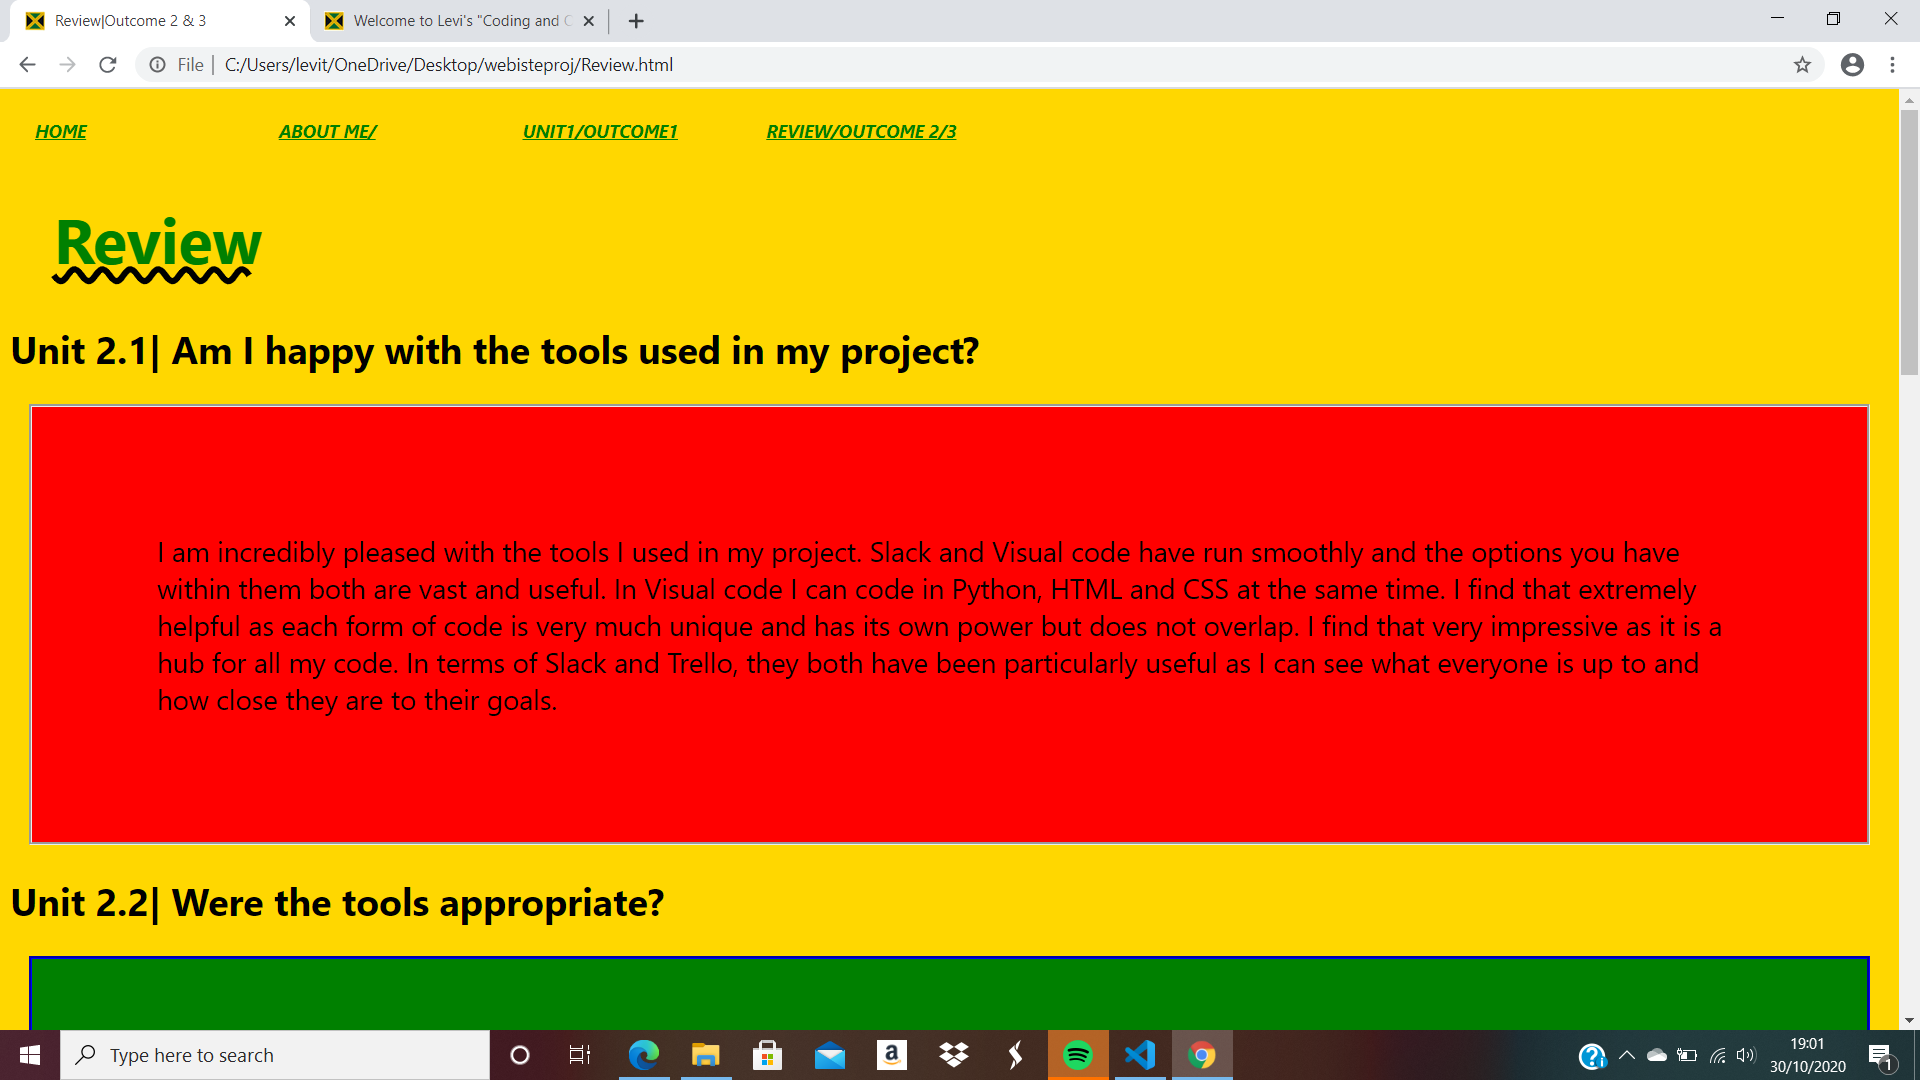 Review|Outcome 2 & 3
Welcome to Levi's "Coding and
File
C:/Users/levit/OneDrive/Desktop/webisteproj/Review.html
HOME
ABOUT ME/
UNIT1/OUTCOME1
REVIEW/OUTCOME 2/3
Review
Unit 2.1| Am I happy with the tools used in my project?
I am incredibly pleased with the tools I used in my project. Slack and Visual code have run smoothly and the options you have
within them both are vast and useful. In Visual code I can code in Python, HTML and CSS at the same time. I find that extremely
helpful as each form of code is very much unique and has its own power but does not overlap. I find that very impressive as it is a
hub for all my code. In terms of Slack and Trello, they both have been particularly useful as I can see what everyone is up to and
how close they are to their goals.
Unit 2.2| Were the tools appropriate?
Type here to search
19:01
30/10/2020
1